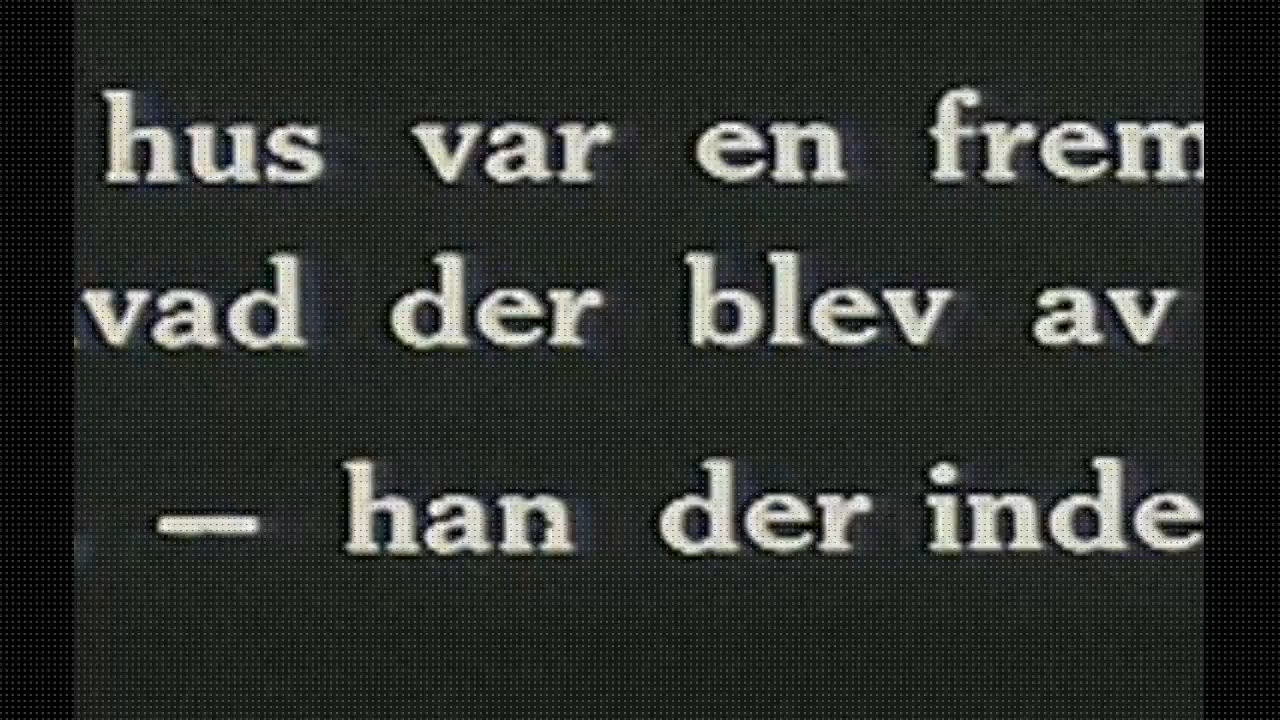 hus var en frem
vad der blev av
— han der inde